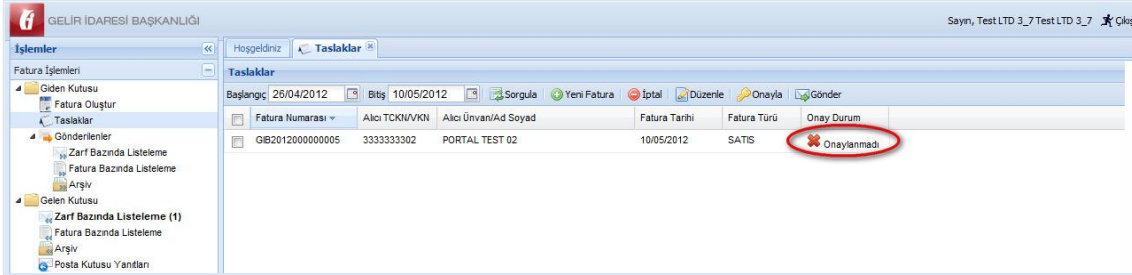 GELİR İDARESİ BAŞKANLIĞI
Sayın, Test LTD 3_7 Test LTD 3_7 Çıkış
İşlemler
Hoşgeldiniz Taslaklar
Fatura İşlemleri
Taslaklar
Giden Kutusu
Fatura Oluştur
Taslaklar
Gönderilenler
Zarf Bazında Listeleme
Fatura Bazında Listeleme
Arşiv
Gelen Kutusu
Zarf Bazında Listeleme (1)
Fatura Bazında Listeleme
Arşiv
Posta Kutusu Yanıtları
Başlangıç 26/04/2012 Bitiş 10/05/2012 Sorgula Yeni Fatura İptal Düzenle Onayla Gönder
Fatura Numarası Alıcı TCKN/VKN Alıcı Ünvan/Ad Soyad Fatura Tarihi Fatura Türü Onay Durum
GIB2012000000005 3333333302 PORTAL TEST 02 10/05/2012 SATIS Onaylanmadı